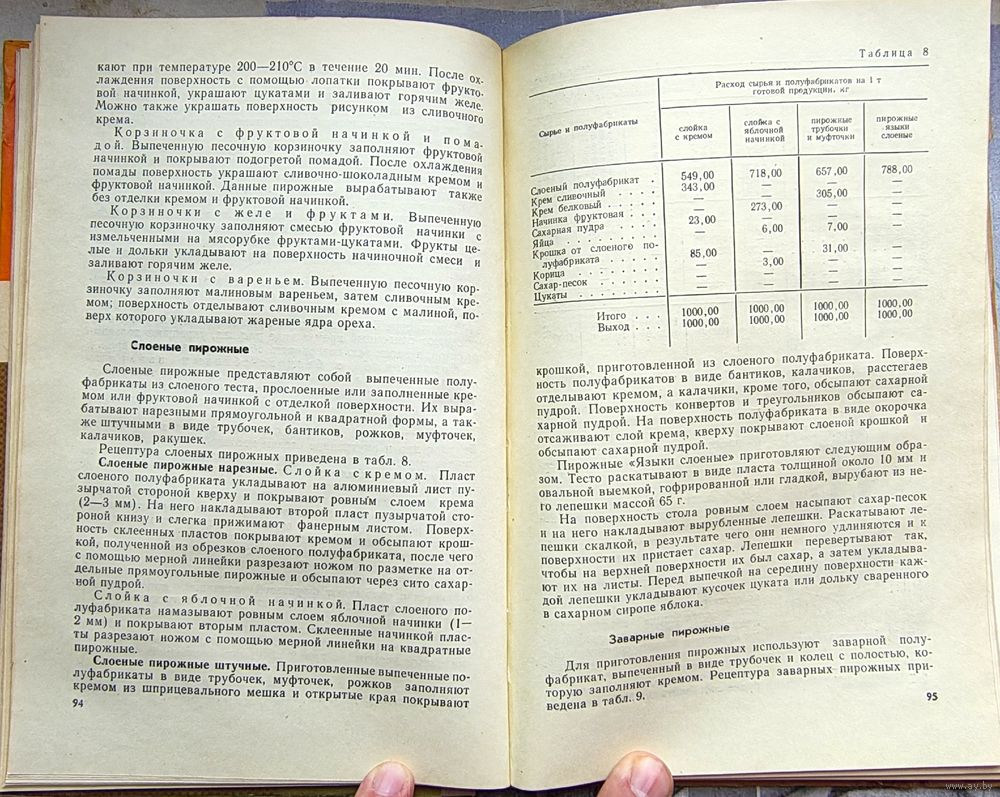 кают при температуре 200—210°С в течение 20 мин. После ох-
лаждения поверхность с помощью лопатки покрывают фрукто-
вой начинкой, украшают цукатами и заливают горячим желе.
Можно также украшать поверхность рисунком из сливочного
крема.
Корзиночка с фруктовой начинкой и пома-
дой. Выпеченную песочную корзиночку заполняют фруктовой
начинкой и покрывают подогретой помадой. После охлаждения
помады поверхность украшают сливочно-шоколадным кремом и
фруктовой начинкой. Данные пирожные вырабатывают также
без отделки кремом и фруктовой начинкой.
Корзиночки с желе и фруктами. Выпеченную
песочную корзиночку заполняют смесью фруктовой начинки с
измельченными на мясорубке фруктами-цукатами. Фрукты це-
лые и дольки укладывают на поверхность начиночной смеси и
заливают горячим желе.
Корзиночки с вареньем. Выпеченную песочную кор-
зиночку заполняют малиновым вареньем, затем сливочным кре-
мом; поверхность отделывают сливочным кремом с малиной, по-
верх которого укладывают жареные ядра ореха.
Слоеные пирожные
Слоеные пирожные представляют собой выпеченные полу-
фабрикаты из слоеного теста, прослоенные или заполненные кре-
мом или фруктовой начинкой с отделкой поверхности. Их выра-
батывают нарезными прямоугольной и квадратной формы, а так-
же штучными в виде трубочек, бантиков, рожков, муфточек,
калачиков, ракушек.
Рецептура слоеных пирожных приведена в табл. 8.
Слоеные пирожные нарезные. Слойка с кремом. Пласт
слоеного полуфабриката укладывают на алюминиевый лист пу-
зырчатой стороной кверху и покрывают ровным слоем крема
(2—3 мм). На него накладывают второй пласт пузырчатой сто-
роной книзу и слегка прижимают фанерным листом. Поверх-
ность склеенных пластов покрывают кремом и обсыпают крош-
кой, полученной из обрезков слоеного полуфабриката, после чего
с помощью мерной линейки разрезают ножом по разметке на от-
дельные прямоугольные пирожные и обсыпают через сито сахар-
ной пудрой.
Слойка с яблочной начинкой. Пласт слоеного по-
луфабриката намазывают ровным слоем яблочной начинки (1—
2 мм) и покрывают вторым пластом. Склеенные начинкой плас-
ты разрезают ножом с помощью мерной линейки на квадратные
пирожные.
Слоеные пирожные штучные. Приготовленные выпеченные по-
луфабрикаты в виде трубочек, муфточек, рожков заполняют
кремом из шприцевального мешка и открытые края покрывают
94
Таблица 8
Сырье и полуфабрикаты
Расход сырья и полуфабрикатов на 1 т
готовой продукции, кг
слойка
с кремом
слойка с
яблочной
начинкой
пирожные
трубочки
и муфточки
пирожные
языки
слоеные
Слоеный полуфабрикат . 549,00 718,00 657,00 788,00
Крем сливочный . . . . 343,00 — — —
Крем белковый . . . . . — — 305,00 —
Начинка фруктовая . . . — 273,00 — —
Сахарная пудра . . . . 23,00 — 7,00 —
Яйца . . . . . . . — 6,00
Крошка от слоеного по-
луфабриката . . . . . 85,00 — 31,00 —
Корица . . . . . . . — 3,00 — —
Сахар-песок . . . . . . — — — —
Цукаты . . . . . . . — — — —
Итого . . . 1000,00 1000,00 1000,00 1000,00
Выход . . . 1000,00 1000,00 1000,00 1000,00
крошкой, приготовленной из слоеного полуфабриката. Поверх-
ность полуфабрикатов в виде бантиков, калачиков, расстегаев
отделывают кремом, а калачики, кроме того, обсыпают сахарной
пудрой. Поверхность конвертов и треугольников обсыпают са-
харной пудрой. На поверхность полуфабриката в виде окорочка
отсаживают слой крема, кверху покрывают слоеной крошкой и
обсыпают сахарной пудрой.
Пирожные «Языки слоеные» приготовляют следующим обра-
зом. Тесто раскатывают в виде пласта толщиной около 10 мм и
овальной выемкой, гофрированной или гладкой, вырубают из не-
го лепешки массой 65 г.
На поверхность стола ровным слоем насыпают сахар-песок
и на него накладывают вырубленные лепешки. Раскатывают ле-
пешки скалкой, в результате чего они немного удлиняются и к
поверхности их пристает сахар. Лепешки перевертывают так,
чтобы на верхней поверхности их был сахар, а затем укладыва-
ют их на листы. Перед выпечкой на середину поверхности каж-
дой лепешки укладывают кусочек цуката или дольку сваренного
в сахарном сиропе яблока.
Заварные пирожные
Для приготовления пирожных используют заварной полу-
фабрикат, выпеченный в виде трубочек и колец с полостью, ко-
торую заполняют кремом. Рецептура заварных пирожных при-
ведена в табл. 9.
95
www.ay.by